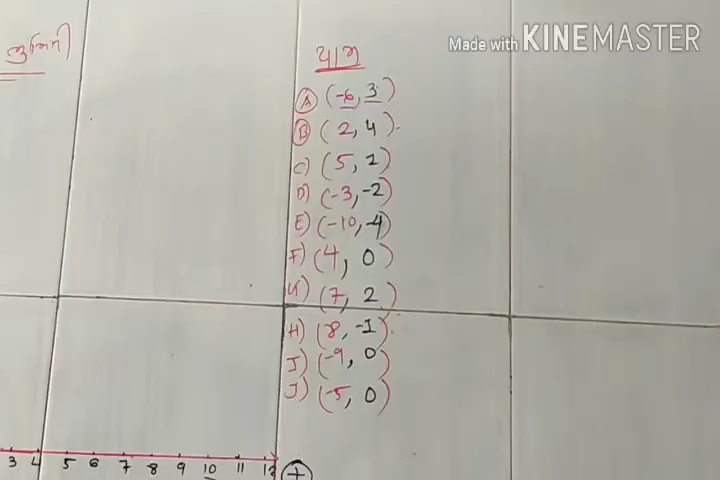 Made with KINEMASTER
યામ
A (-6, 3)
B (2, 4)
C) (5, 2)
D) (-3, -2)
E) (-10, -4)
F) (4, 0)
G) (7, 2)
H) (8, -1)
I) (-9, 0)
J) (-5, 0)
3 4 5 6 7 8 9 10 11 12 +